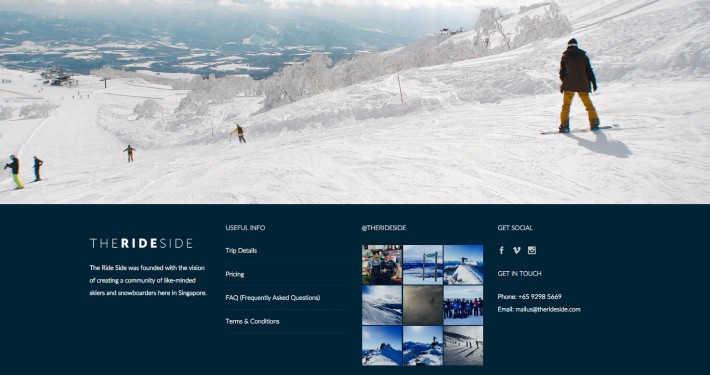 THERIDESIDE
The Ride Side was founded with the vision
of creating a community of like-minded
skiers and snowboarders here in Singapore.
USEFUL INFO
Trip Details
Pricing
FAQ (Frequently Asked Questions)
Terms & Conditions
@THERIDESIDE
GET SOCIAL
GET IN TOUCH
Phone: +65 9298 5669
Email: mailus@therideside.com